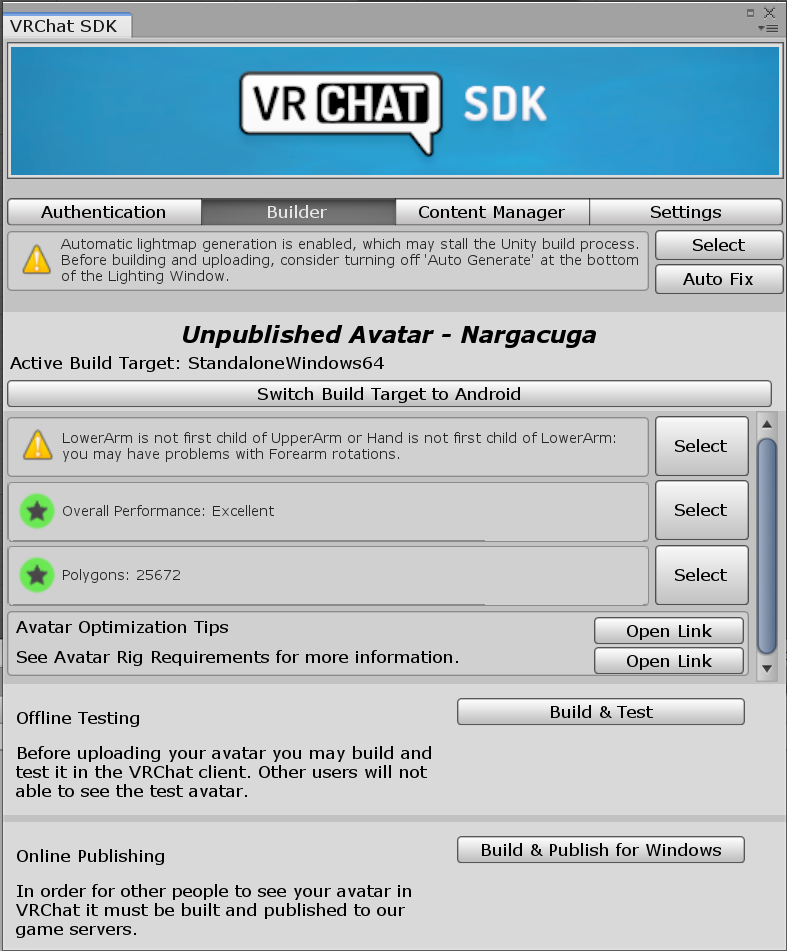 VRChat SDK
VR CHAT SDK
Authentication
Builder
Content Manager
Settings
Automatic lightmap generation is enabled, which may stall the Unity build process.
Before building and uploading, consider turning off 'Auto Generate' at the bottom
of the Lighting Window.
Select
Auto Fix
Unpublished Avatar - Nargacuga
Active Build Target: StandaloneWindows64
Switch Build Target to Android
LowerArm is not first child of UpperArm or Hand is not first child of LowerArm:
you may have problems with Forearm rotations.
Select
Overall Performance: Excellent
Select
Polygons: 25672
Select
Avatar Optimization Tips
Open Link
See Avatar Rig Requirements for more information.
Open Link
Offline Testing
Build & Test
Before uploading your avatar you may build and
test it in the VRChat client. Other users will not
able to see the test avatar.
Online Publishing
Build & Publish for Windows
In order for other people to see your avatar in
VRChat it must be built and published to our
game servers.